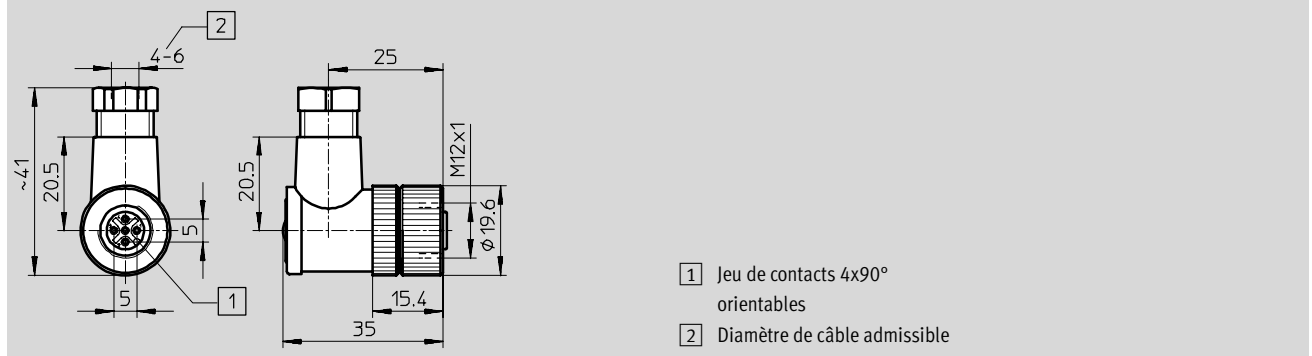 2
4-6
25
~41
20.5
5
5
1
20.5
M12x1
ϕ19.6
15.4
35
1 Jeu de contacts 4x90°
orientables
2 Diamètre de câble admissible